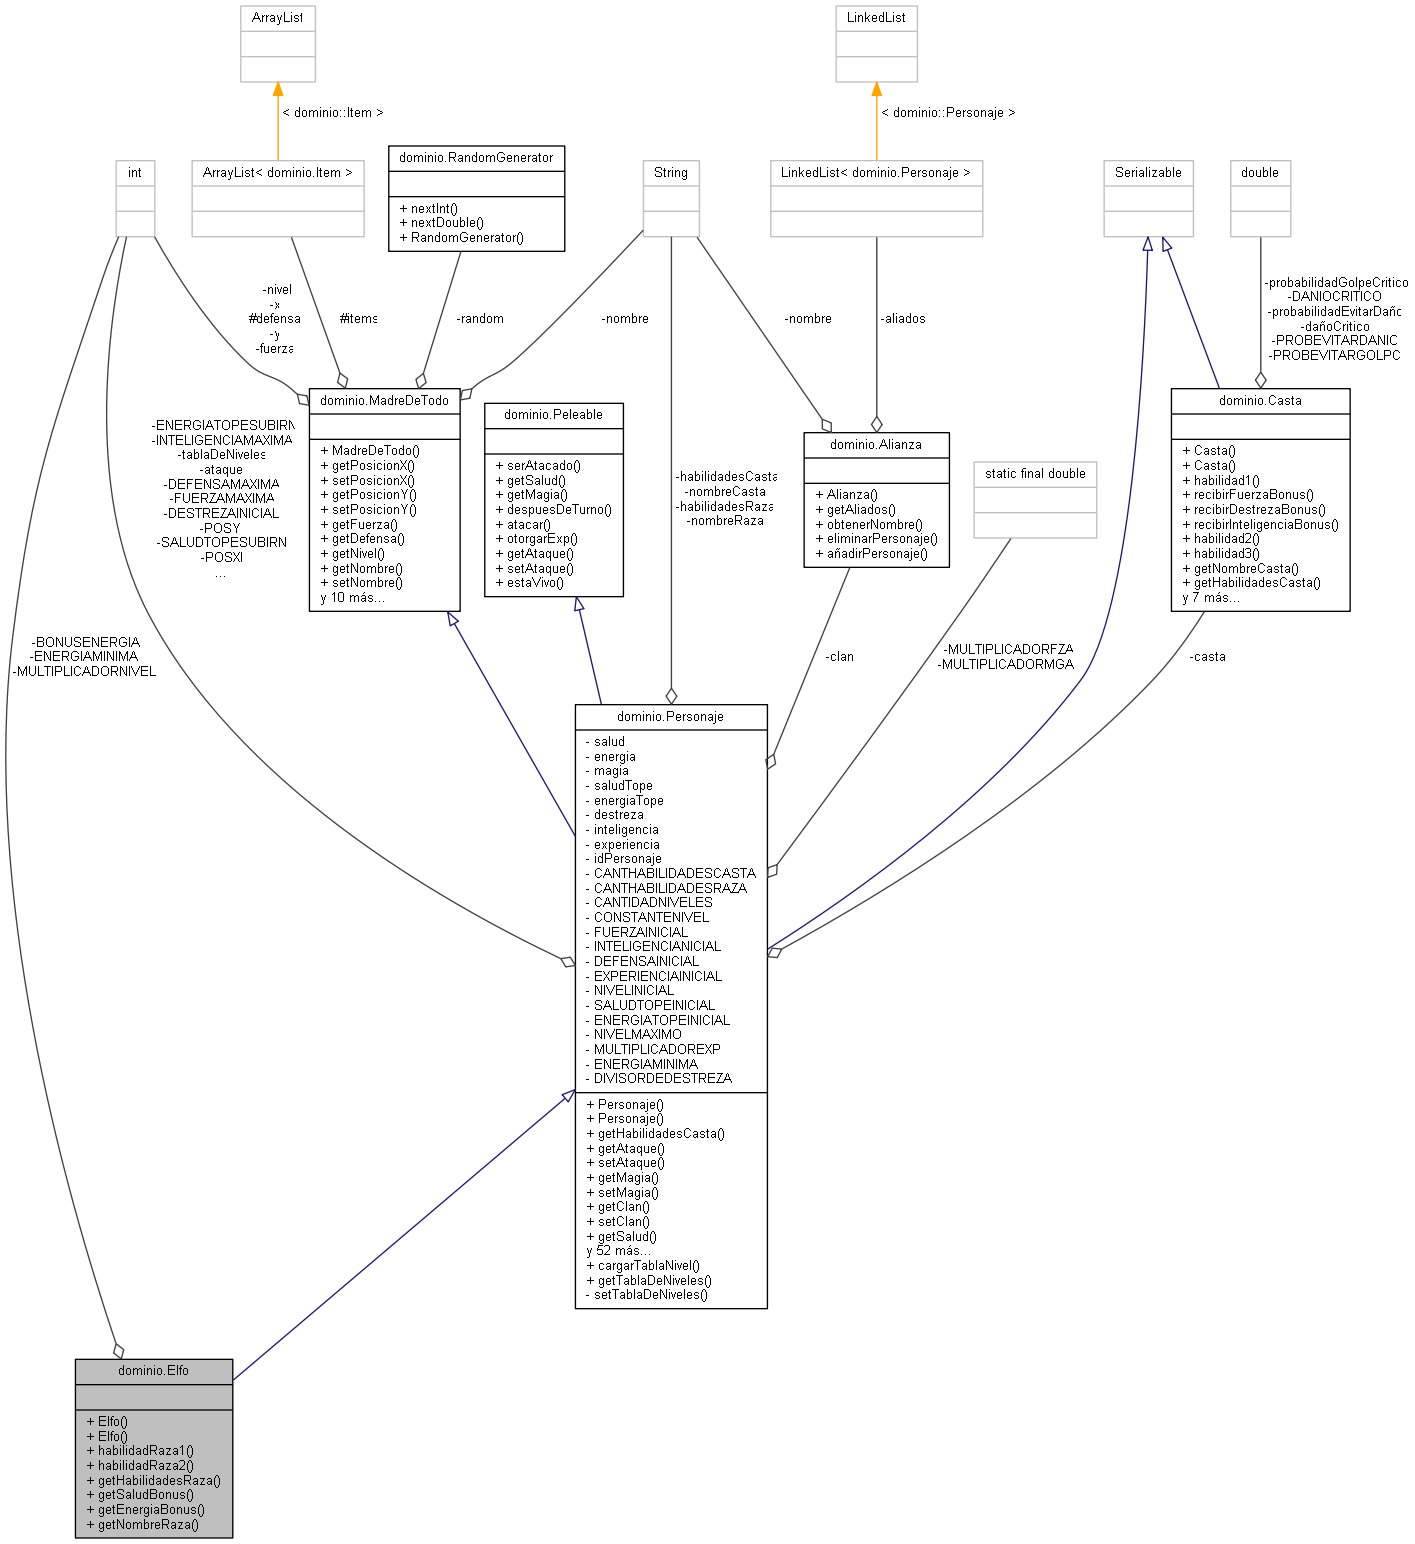 ArrayList
LinkedList
< dominio::Item >
< dominio::Personaje >
int
ArrayList< dominio.Item >
dominio.RandomGenerator
+ nextInt()
+ nextDouble()
+ RandomGenerator()
String
LinkedList< dominio.Personaje >
Serializable
double
-nivel
-x
#defensa
-y
-fuerza
#items
-random
-nombre
-nombre
-aliados
-probabilidadGolpeCritico
-DANIOCRITICO
-probabilidadEvitarDaño
-dañoCritico
-PROBEVITARDANIC
-PROBEVITARGOLPC
dominio.MadreDeTodo
+ MadreDeTodo()
+ getPosicionX()
+ setPosicionX()
+ getPosicionY()
+ setPosicionY()
+ getFuerza()
+ getDefensa()
+ getNivel()
+ getNombre()
+ setNombre()
y 10 más...
dominio.Peleable
+ serAtacado()
+ getSalud()
+ getMagia()
+ despuesDeTurno()
+ atacar()
+ otorgarExp()
+ getAtaque()
+ setAtaque()
+ estaVivo()
dominio.Alianza
+ Alianza()
+ getAliados()
+ obtenerNombre()
+ eliminarPersonaje()
+ añadirPersonaje()
static final double
dominio.Casta
+ Casta()
+ Casta()
+ habilidad1()
+ recibirFuerzaBonus()
+ recibirDestrezaBonus()
+ recibirInteligenciaBonus()
+ habilidad2()
+ habilidad3()
+ getNombreCasta()
+ getHabilidadesCasta()
y 7 más...
-ENERGIATOPESUBIRN
-INTELIGENCIAMAXIMA
-tablaDeNiveles
-ataque
-DEFENSAMAXIMA
-FUERZAMAXIMA
-DESTREZAINICIAL
-POSY
-SALUDTOPESUBIRN
-POSXI
...
-habilidadesCasta
-nombreCasta
-habilidadesRaza
-nombreRaza
-BONUSENERGIA
-ENERGIAMINIMA
-MULTIPLICADORNIVEL
-clan
-MULTIPLICADORFZA
-MULTIPLICADORMGA
-casta
dominio.Personaje
- salud
- energia
- magia
- saludTope
- energiaTope
- destreza
- inteligencia
- experiencia
- idPersonaje
- CANTHABILIDADESCASTA
- CANTHABILIDADESRAZA
- CANTIDADNIVELES
- CONSTANTENIVEL
- FUERZAINICIAL
- INTELIGENCIANICIAL
- DEFENSAINICIAL
- EXPERIENCIAINICIAL
- NIVELINICIAL
- SALUDTOPEINICIAL
- ENERGIATOPEINICIAL
- NIVELMAXIMO
- MULTIPLICADOREXP
- ENERGIAMINIMA
- DIVISORDEDESTREZA
+ Personaje()
+ Personaje()
+ getHabilidadesCasta()
+ getAtaque()
+ setAtaque()
+ getMagia()
+ setMagia()
+ getClan()
+ setClan()
+ getSalud()
y 52 más...
+ cargarTablaNivel()
+ getTablaDeNiveles()
- setTablaDeNiveles()
dominio.Elfo
+ Elfo()
+ Elfo()
+ habilidadRaza1()
+ habilidadRaza2()
+ getHabilidadesRaza()
+ getSaludBonus()
+ getEnergiaBonus()
+ getNombreRaza()